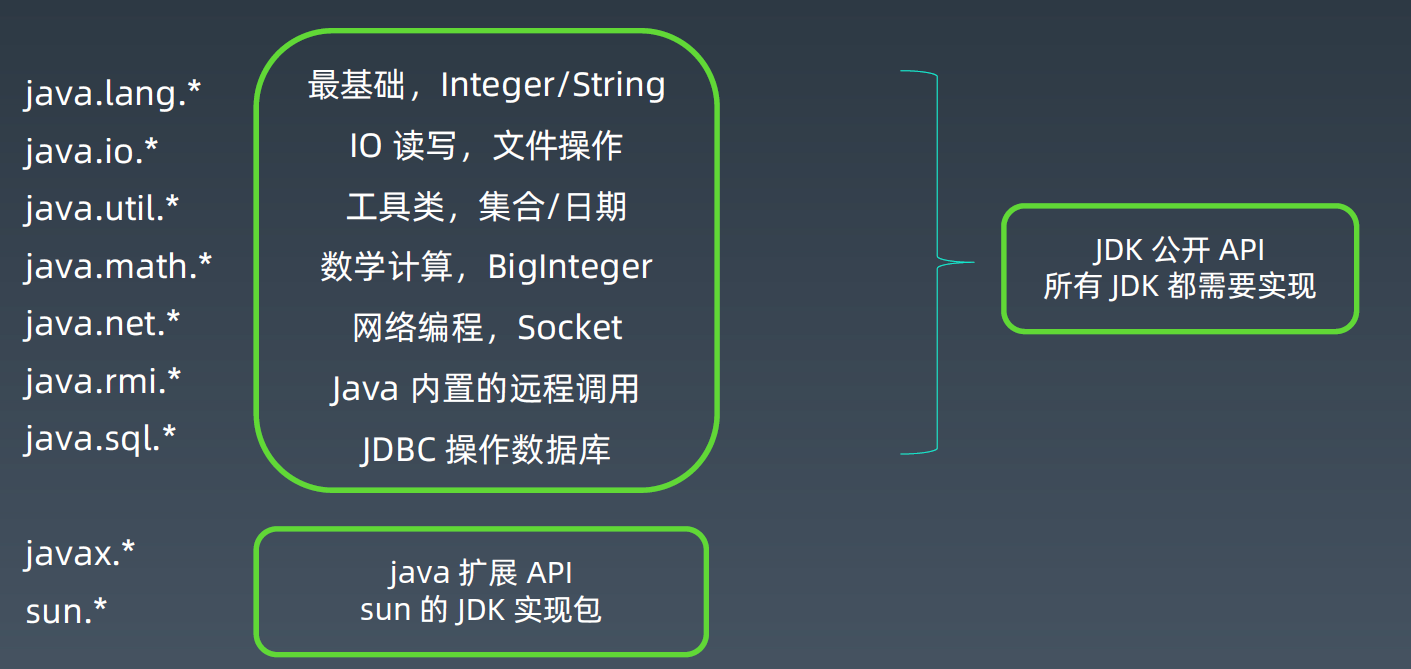 java.lang.*
最基础，Integer/String
java.io.*
IO 读写，文件操作
java.util.*
工具类，集合/日期
java.math.*
数学计算，BigInteger
java.net.*
网络编程，Socket
java.rmi.*
Java 内置的远程调用
java.sql.*
JDBC 操作数据库
JDK 公开 API
所有 JDK 都需要实现
javax.*
java 扩展 API
sun.*
sun 的 JDK 实现包